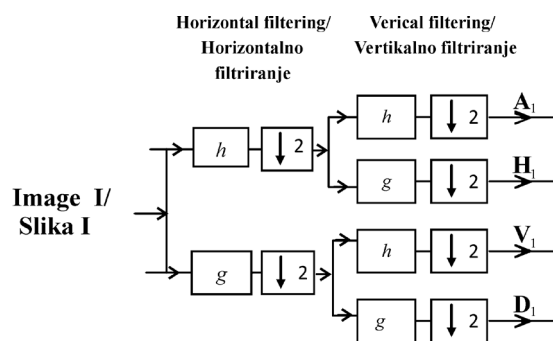 Horizontal filtering/
Horizontalno
filtriranje
Verical filtering/
Vertikalno filtriranje
h
2
h
2
A1
g
2
H1
Image I/
Slika I
g
2
h
2
V1
g
2
D1